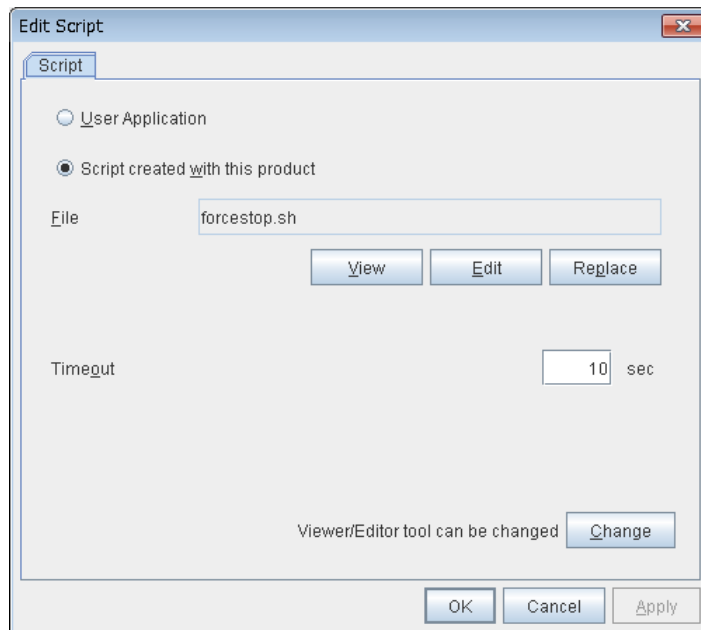 Edit Script
Script
User Application
Script created with this product
File forcestop.sh
View Edit Replace
Timeout 10 sec
Viewer/Editor tool can be changed Change
OK Cancel Apply